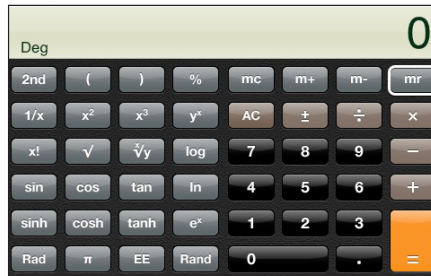 0
Deg
2nd ( ) % mc m+ m- mr
1/x x² x³ yˣ AC ± ÷ ×
x! √ ˣ√y log 7 8 9 −
sin cos tan ln 4 5 6 +
sinh cosh tanh eˣ 1 2 3
Rad π EE Rand 0 . =